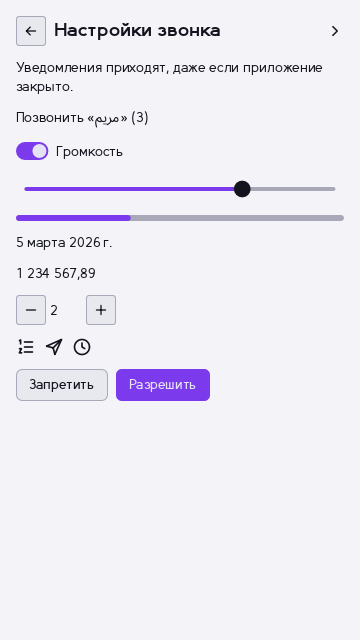 Настройки звонка
Уведомления приходят, даже если приложение
закрыто.
Позвонить «مريم» (3)
Громкость
5 марта 2026 г.
1 234 567,89
2
Запретить
Разрешить